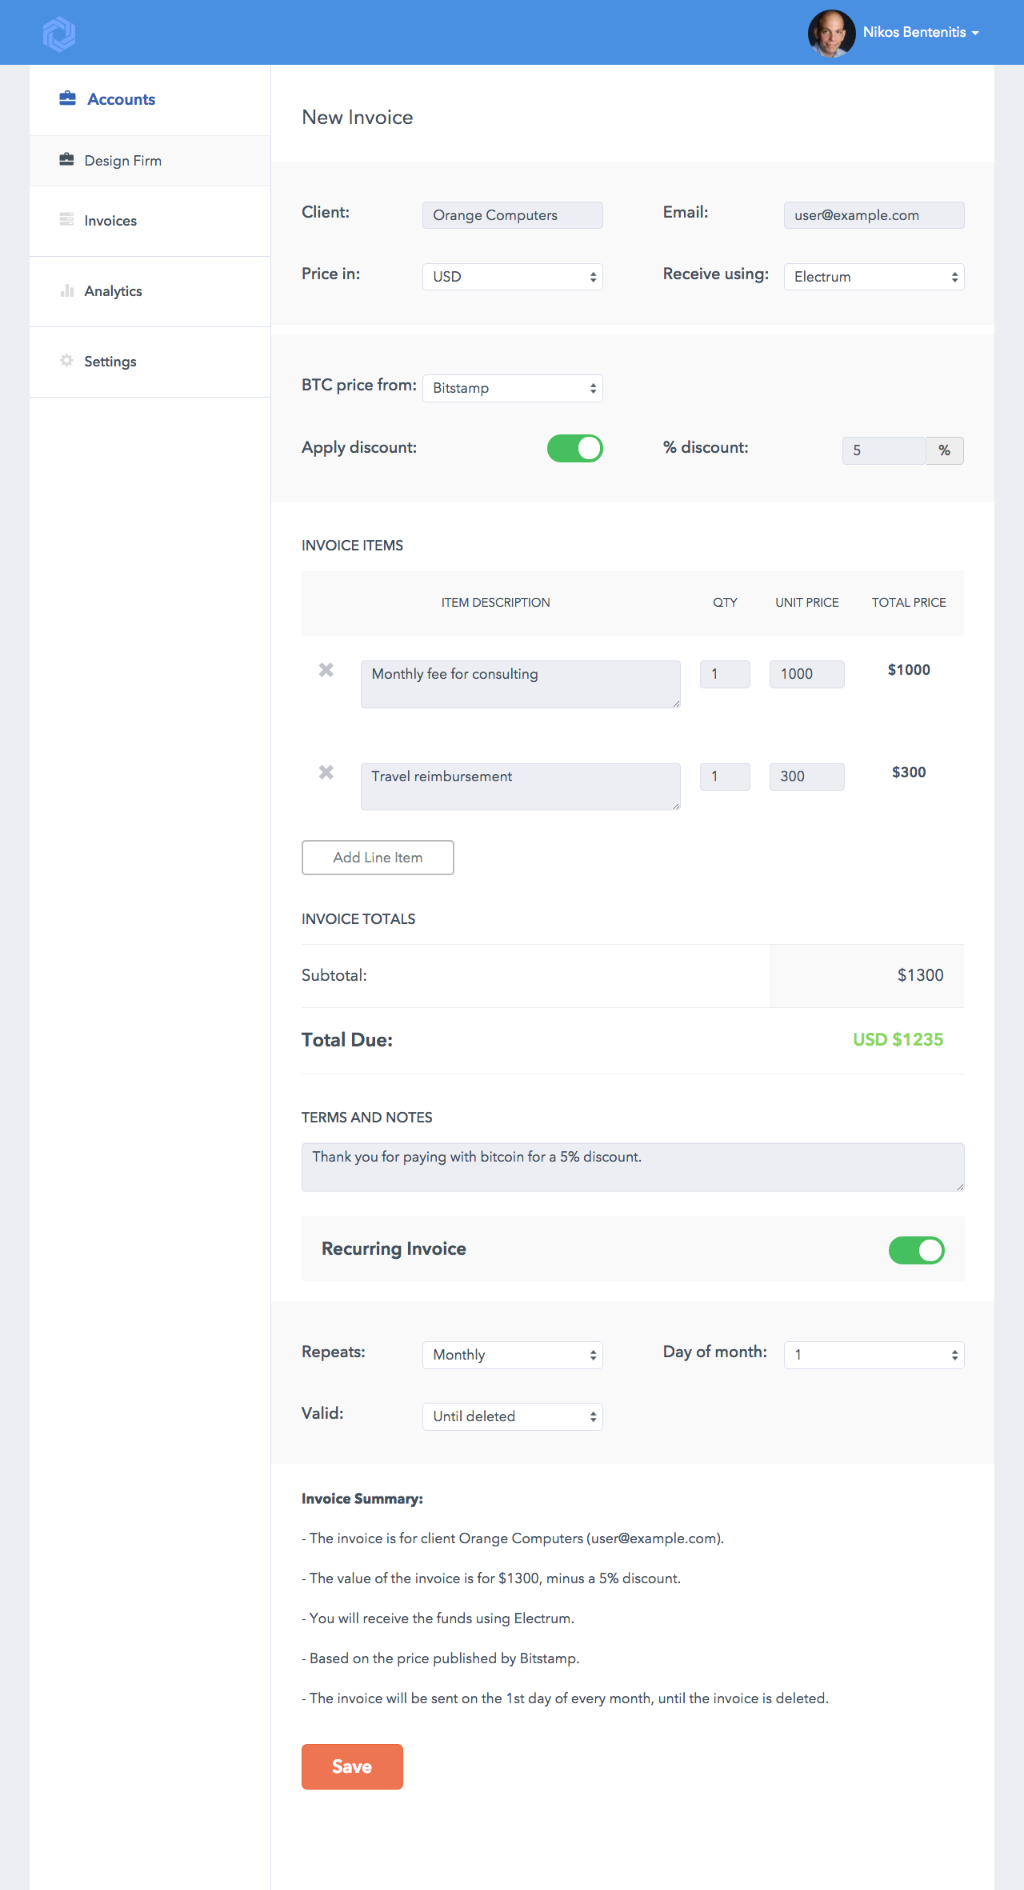 Nikos Bentenitis
Accounts
Design Firm
Invoices
Analytics
Settings
New Invoice
Client: Orange Computers Email: user@example.com
Price in: USD Receive using: Electrum
BTC price from: Bitstamp
Apply discount: % discount: 5 %
INVOICE ITEMS
ITEM DESCRIPTION QTY UNIT PRICE TOTAL PRICE
Monthly fee for consulting 1 1000 $1000
Travel reimbursement 1 300 $300
Add Line Item
INVOICE TOTALS
Subtotal: $1300
Total Due: USD $1235
TERMS AND NOTES
Thank you for paying with bitcoin for a 5% discount.
Recurring Invoice
Repeats: Monthly Day of month: 1
Valid: Until deleted
Invoice Summary:
- The invoice is for client Orange Computers (user@example.com).
- The value of the invoice is for $1300, minus a 5% discount.
- You will receive the funds using Electrum.
- Based on the price published by Bitstamp.
- The invoice will be sent on the 1st day of every month, until the invoice is deleted.
Save